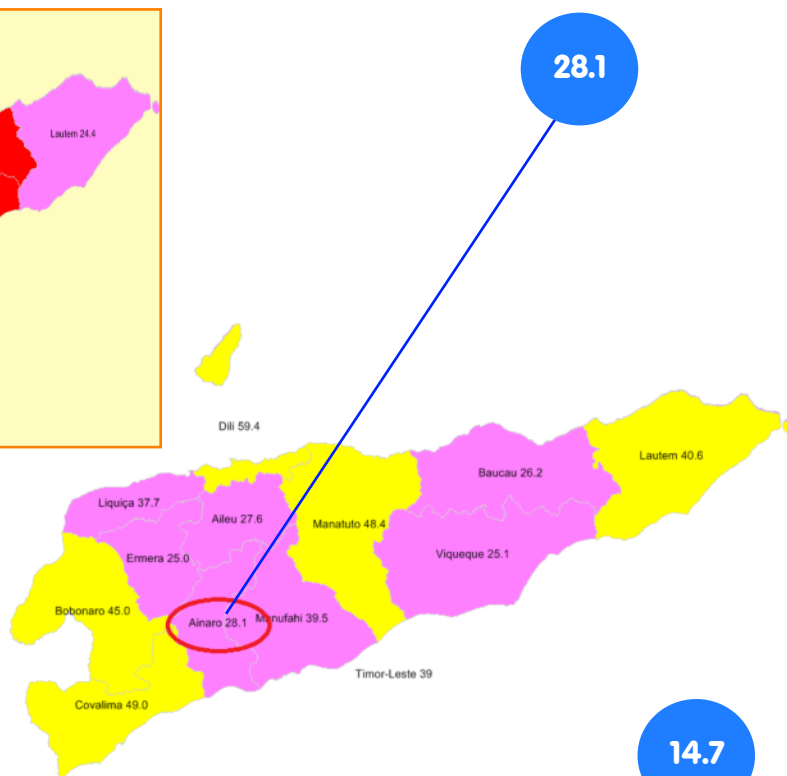 28.1
Lautem 24.4
Dili 59.4
Lautem 40.6
Baucau 26.2
Liquiça 37.7
Aileu 27.6
Manatuto 48.4
Ermera 25.0
Viqueque 25.1
Bobonaro 45.0
Ainaro 28.1
Manufahi 39.5
Timor-Leste 39
Covalima 49.0
14.7